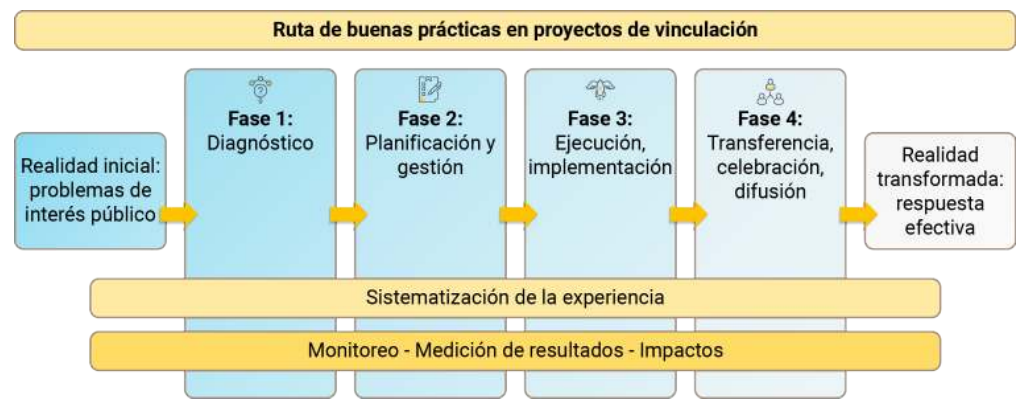 Ruta de buenas prácticas en proyectos de vinculación
Realidad inicial:
problemas de
interés público
Fase 1:
Diagnóstico
Fase 2:
Planificación y
gestión
Fase 3:
Ejecución,
implementación
Fase 4:
Transferencia,
celebración,
difusión
Realidad
transformada:
respuesta
efectiva
Sistematización de la experiencia
Monitoreo - Medición de resultados - Impactos